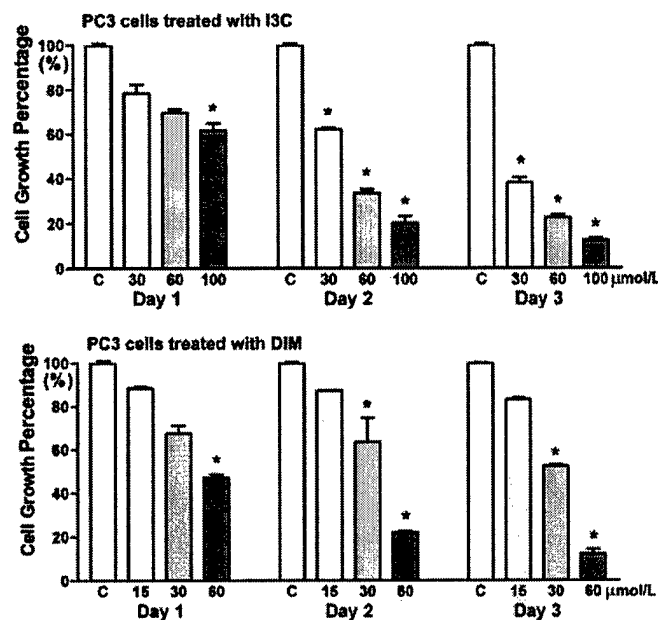 PC3 cells treated with I3C
Cell Growth Percentage
(%)
100
80
60
40
20
0
* * * * * * *
C 30 60 100 C 30 60 100 C 30 60 100 μmol/L
Day 1 Day 2 Day 3
PC3 cells treated with DIM
Cell Growth Percentage
(%)
100
80
60
40
20
0
* * * * *
C 15 30 60 C 15 30 60 C 15 30 60 μmol/L
Day 1 Day 2 Day 3